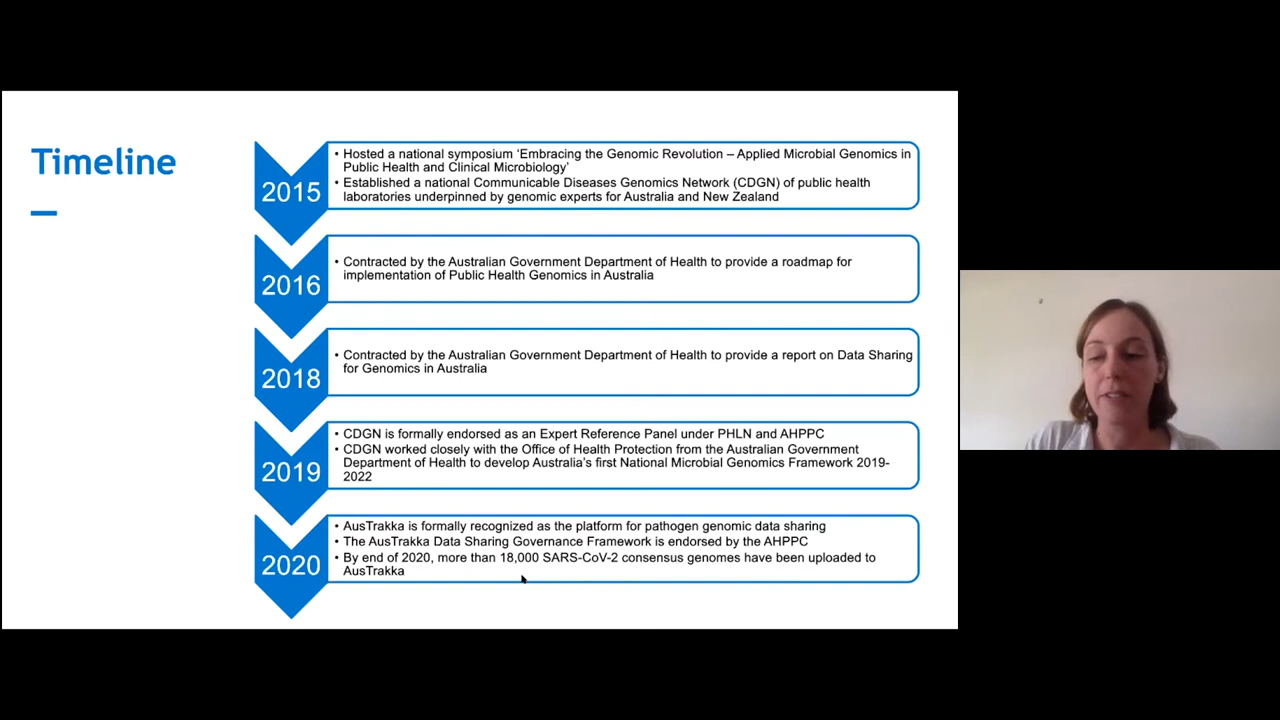 Timeline
2015
• Hosted a national symposium ‘Embracing the Genomic Revolution – Applied Microbial Genomics in
Public Health and Clinical Microbiology’
• Established a national Communicable Diseases Genomics Network (CDGN) of public health
laboratories underpinned by genomic experts for Australia and New Zealand
2016
• Contracted by the Australian Government Department of Health to provide a roadmap for
implementation of Public Health Genomics in Australia
2018
• Contracted by the Australian Government Department of Health to provide a report on Data Sharing
for Genomics in Australia
2019
• CDGN is formally endorsed as an Expert Reference Panel under PHLN and AHPPC
• CDGN worked closely with the Office of Health Protection from the Australian Government
Department of Health to develop Australia’s first National Microbial Genomics Framework 2019-
2022
2020
• AusTrakka is formally recognized as the platform for pathogen genomic data sharing
• The AusTrakka Data Sharing Governance Framework is endorsed by the AHPPC
• By end of 2020, more than 18,000 SARS-CoV-2 consensus genomes have been uploaded to
AusTrakka